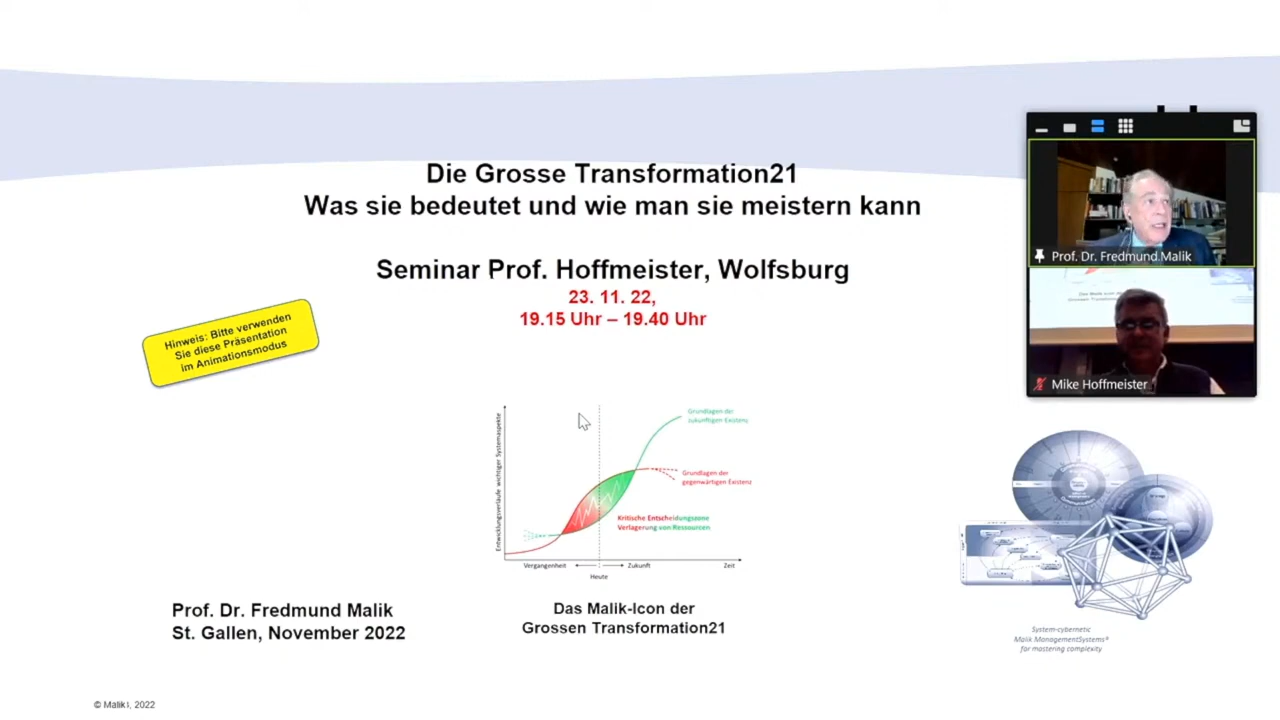 Die Grosse Transformation21
Was sie bedeutet und wie man sie meistern kann
Seminar Prof. Hoffmeister, Wolfsburg
23. 11. 22,
19.15 Uhr – 19.40 Uhr
Hinweis: Bitte verwenden
Sie diese Präsentation
im Animationsmodus
Prof. Dr. Fredmund Malik
Mike Hoffmeister
Entwicklungsverläufe wichtiger Systemaspekte
Grundlagen der
zukünftigen Existenz
Grundlagen der
gegenwärtigen Existenz
Kritische Entscheidungszone
Verlagerung von Ressourcen
Vergangenheit
Zukunft
Zeit
Heute
Prof. Dr. Fredmund Malik
St. Gallen, November 2022
Das Malik-Icon der
Grossen Transformation21
System-cybernetic
Malik ManagementSystems®
for mastering complexity
© Malik, 2022